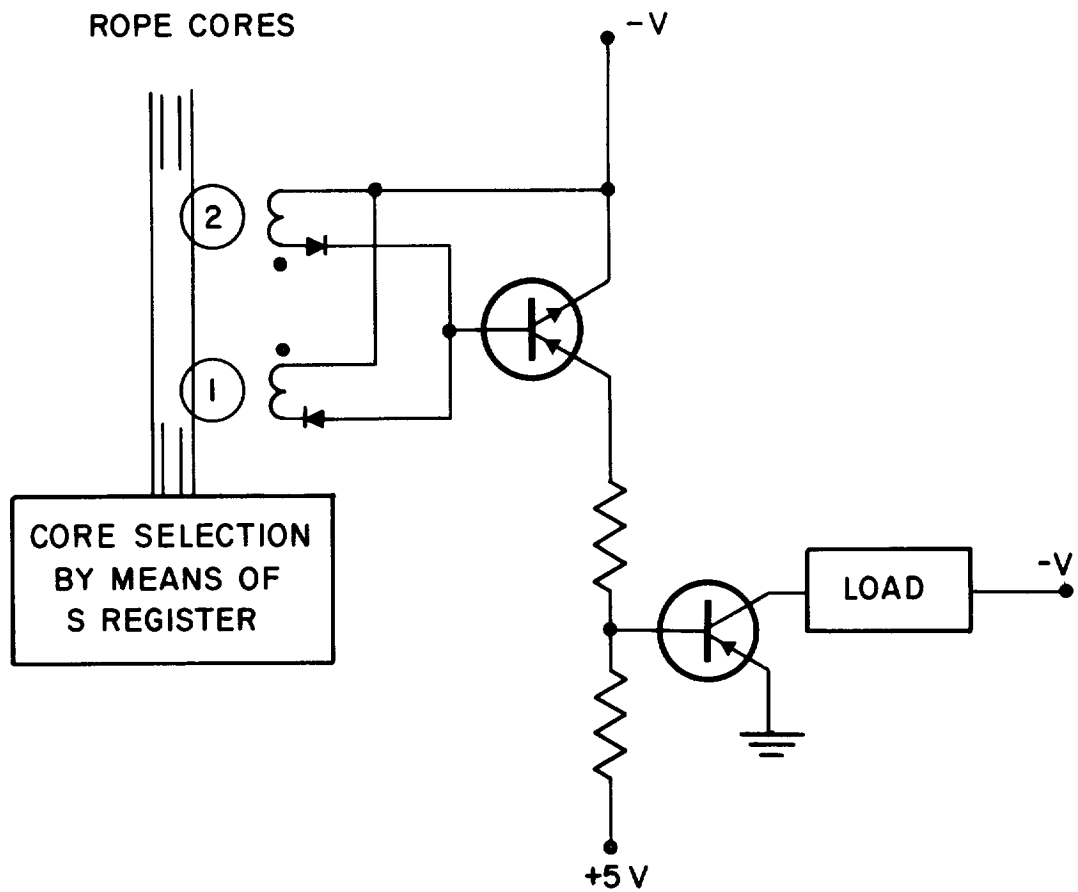 ROPE CORES
-V
2
1
CORE SELECTION
BY MEANS OF
S REGISTER
LOAD
-V
+5 V